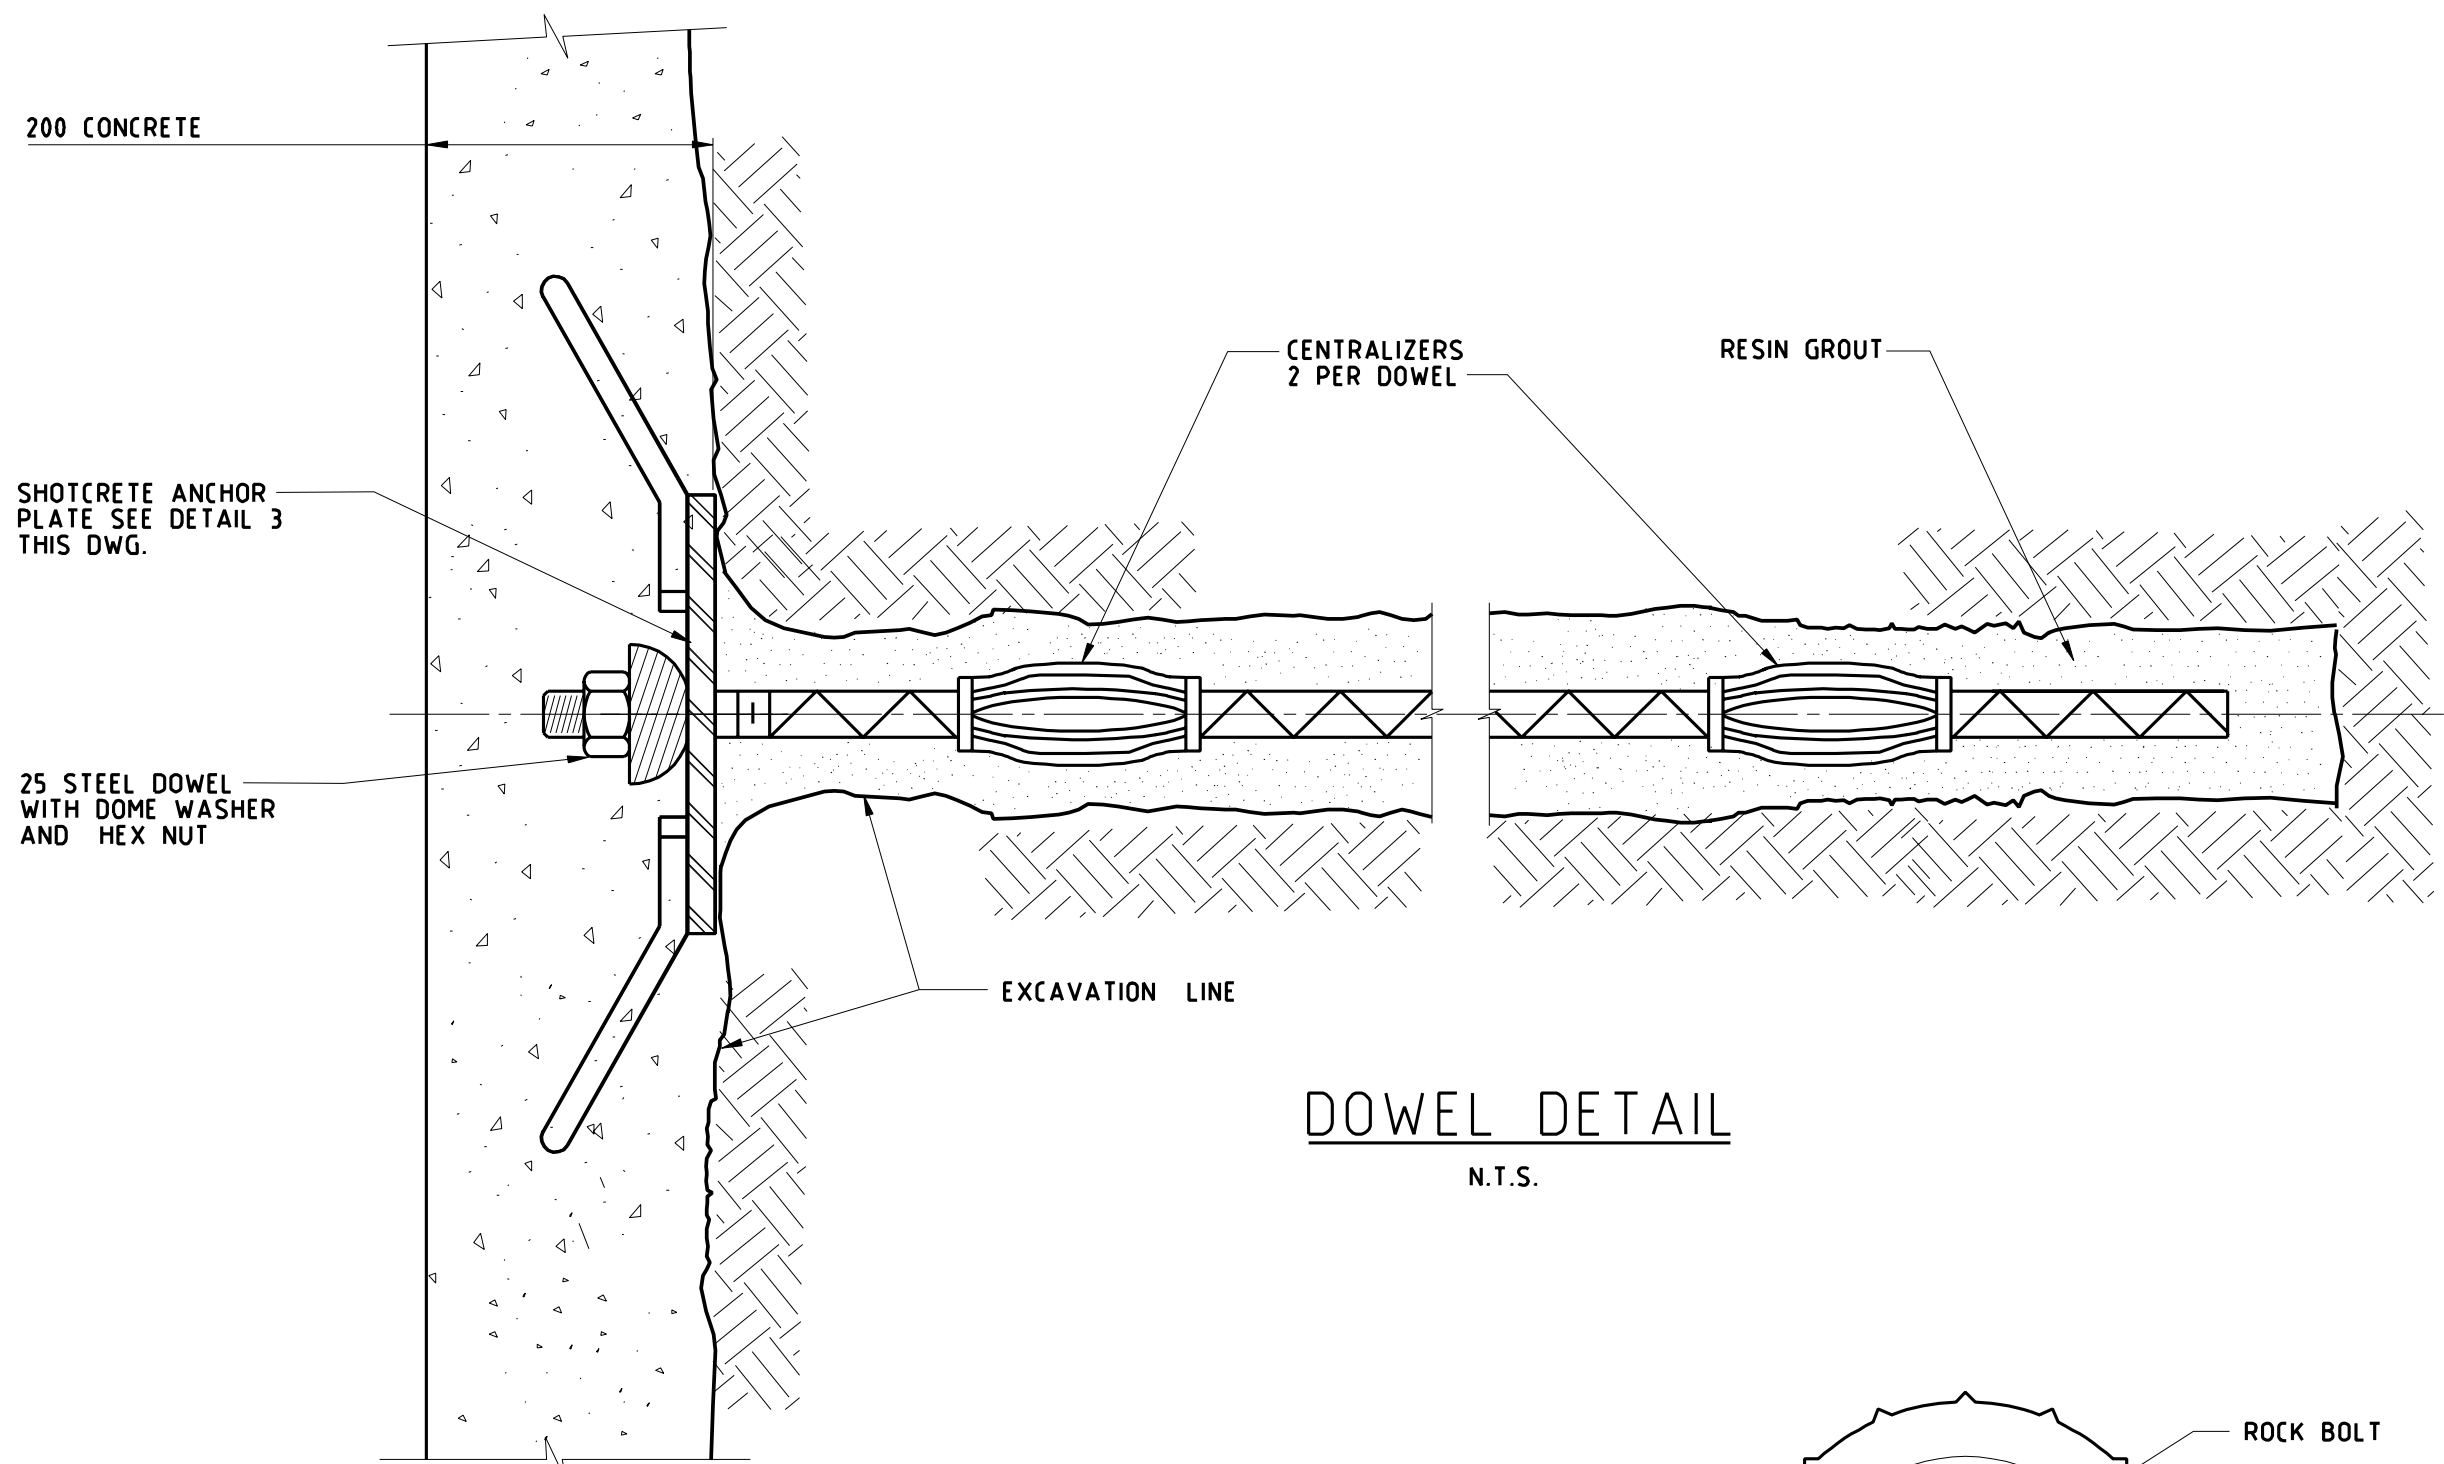 200 CONCRETE
CENTRALIZERS
2 PER DOWEL
RESIN GROUT
SHOTCRETE ANCHOR
PLATE SEE DETAIL 3
THIS DWG.
25 STEEL DOWEL
WITH DOME WASHER
AND HEX NUT
EXCAVATION LINE
DOWEL DETAIL
N.T.S.
ROCK BOLT